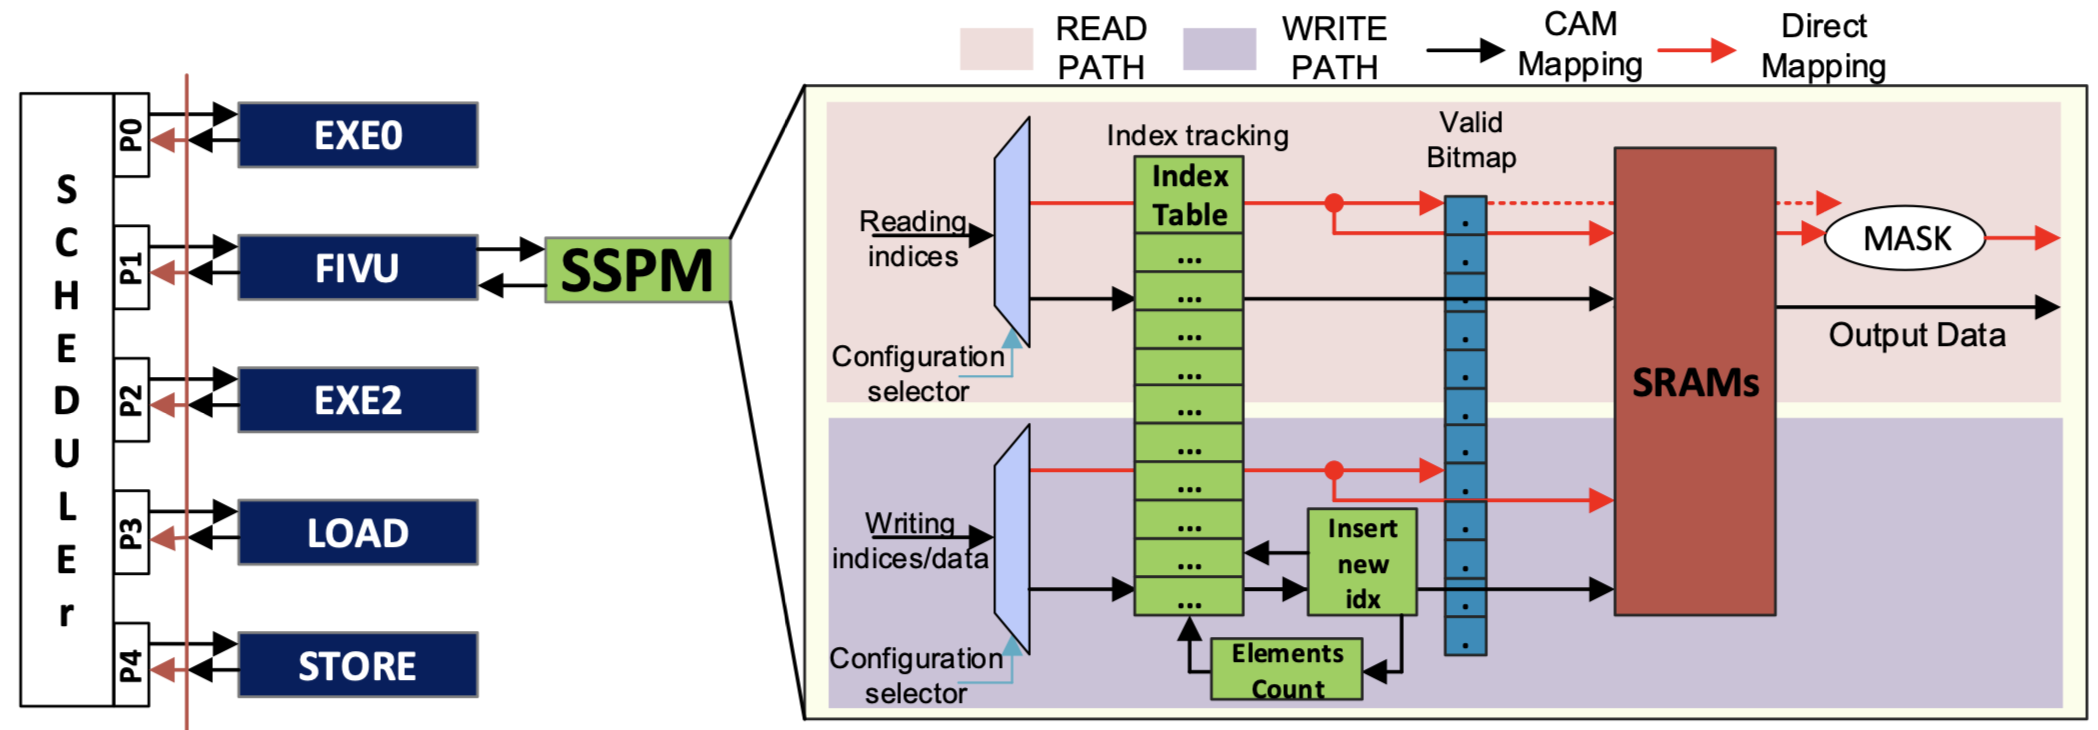 READ
PATH
WRITE
PATH
CAM
Mapping
Direct
Mapping
SCHEDULEr
P0
EXE0
P1
FIVU
SSPM
P2
EXE2
P3
LOAD
P4
STORE
Reading
indices
Configuration
selector
Index tracking
Index
Table
...
...
...
...
...
...
...
...
...
...
Valid
Bitmap
.
.
.
.
.
.
.
.
.
.
.
.
SRAMs
MASK
Output Data
Writing
indices/data
Configuration
selector
Insert
new
idx
Elements
Count